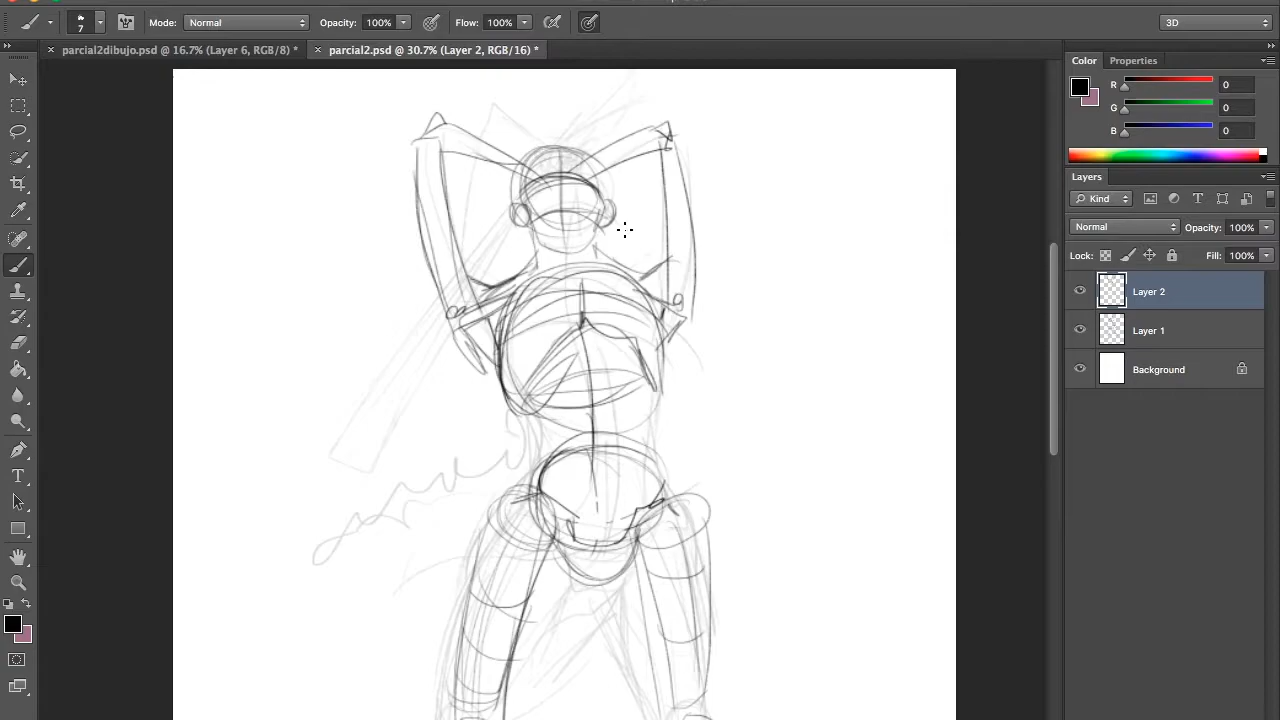 7
Mode: Normal
Opacity: 100%
Flow: 100%
3D
parcial2dibujo.psd @ 16.7% (Layer 6, RGB/8) *
parcial2.psd @ 30.7% (Layer 2, RGB/16) *
Color
Properties
R 0
G 0
B 0
Layers
Kind
Normal
Opacity: 100%
Lock:
Fill: 100%
Layer 2
Layer 1
Background